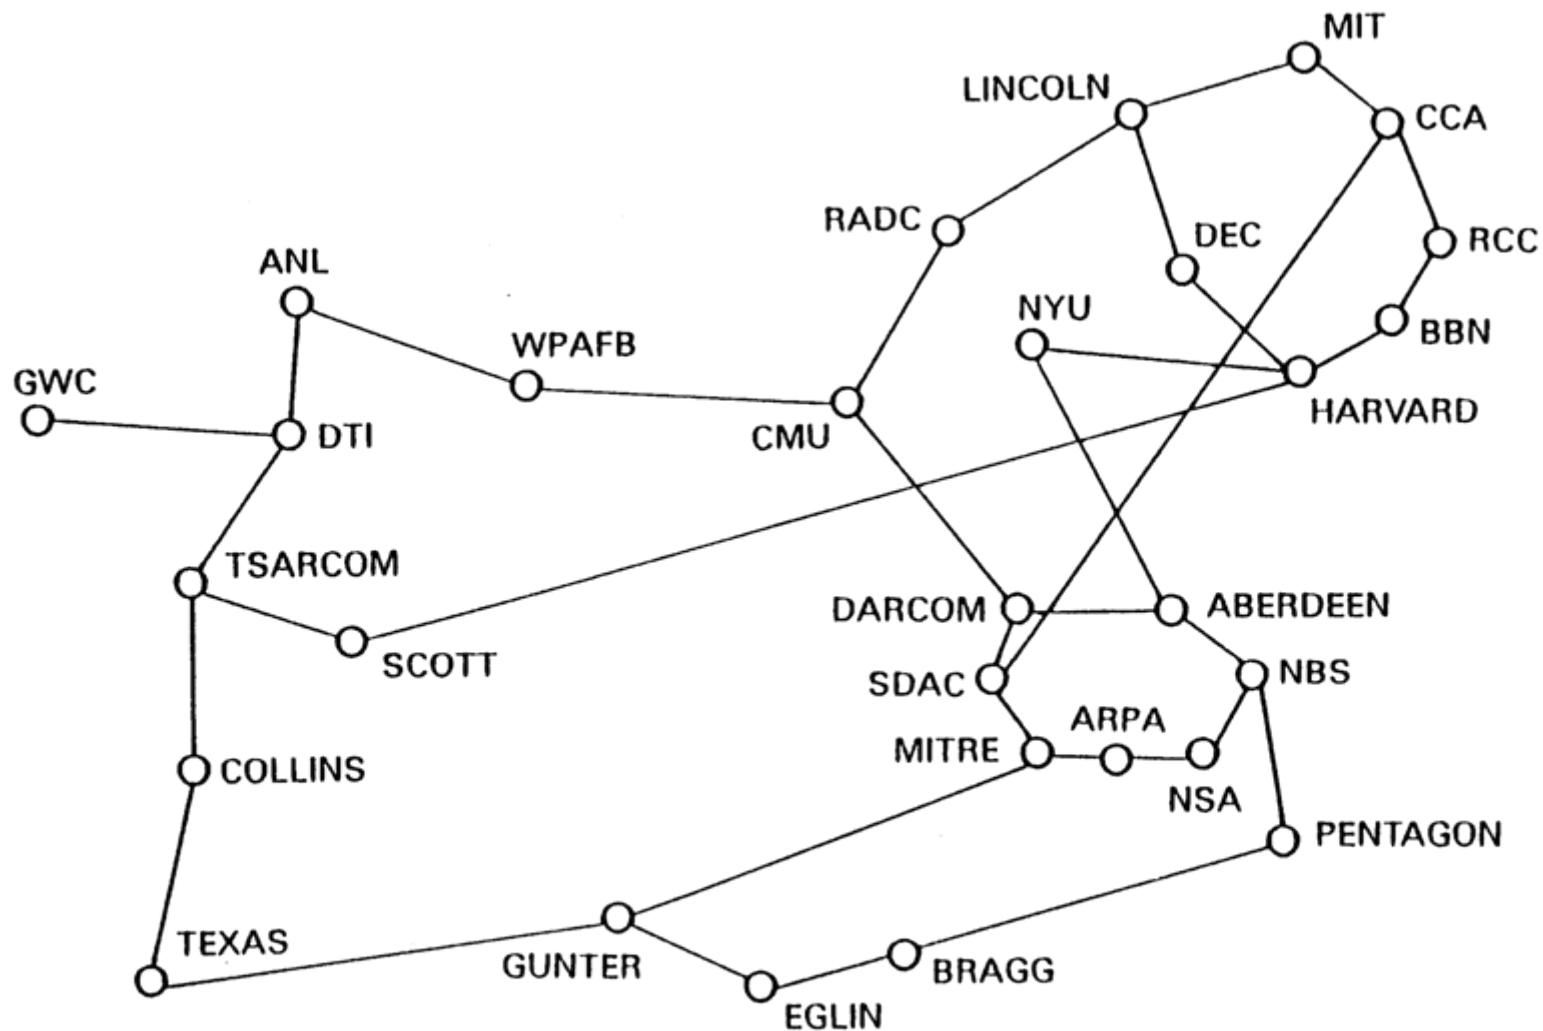 MIT
LINCOLN
CCA
RADC
DEC
RCC
ANL
NYU
BBN
WPAFB
GWC
HARVARD
DTI
CMU
TSARCOM
DARCOM
ABERDEEN
SCOTT
SDAC
NBS
ARPA
MITRE
COLLINS
NSA
PENTAGON
TEXAS
GUNTER
BRAGG
EGLIN